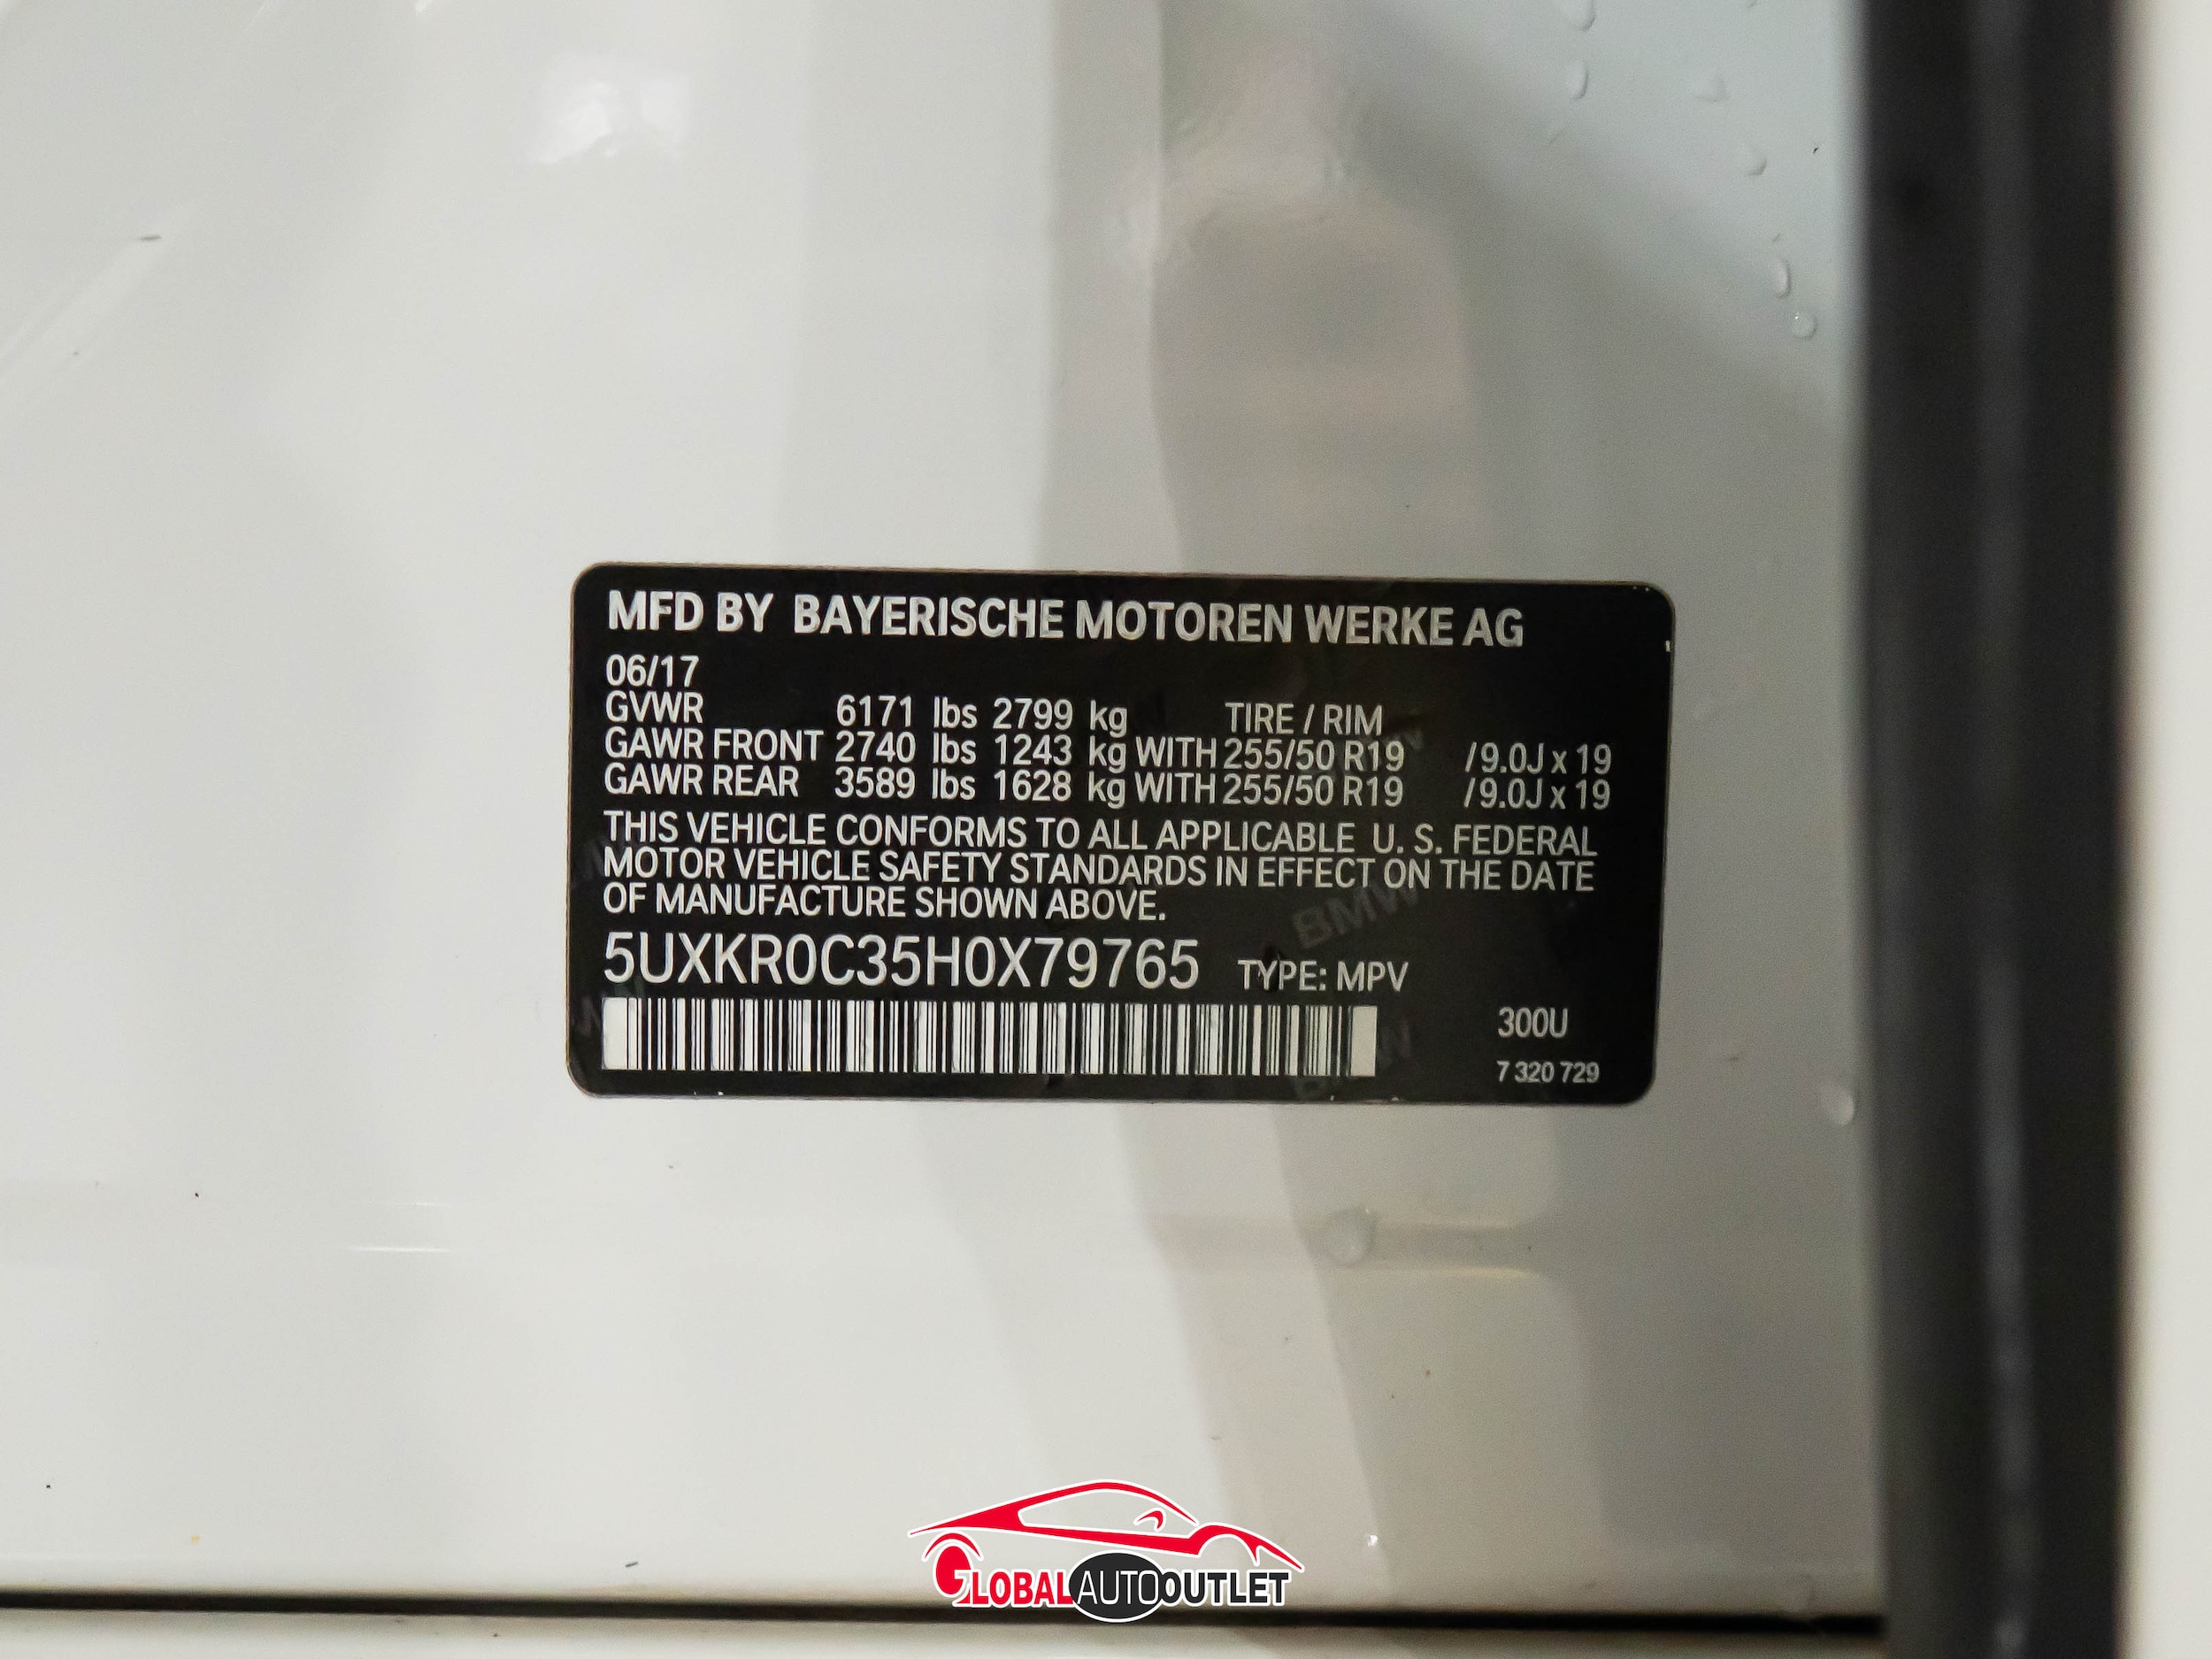 MFD BY BAYERISCHE MOTOREN WERKE AG
06/17
GVWR 6171 lbs 2799 kg TIRE / RIM
GAWR FRONT 2740 lbs 1243 kg WITH 255/50 R19 /9.0J x 19
GAWR REAR 3589 lbs 1628 kg WITH 255/50 R19 /9.0J x 19
THIS VEHICLE CONFORMS TO ALL APPLICABLE U. S. FEDERAL
MOTOR VEHICLE SAFETY STANDARDS IN EFFECT ON THE DATE
OF MANUFACTURE SHOWN ABOVE.
5UXKR0C35H0X79765 TYPE: MPV
300U
7 320 729
BMW
GLOBALAUTOOUTLET